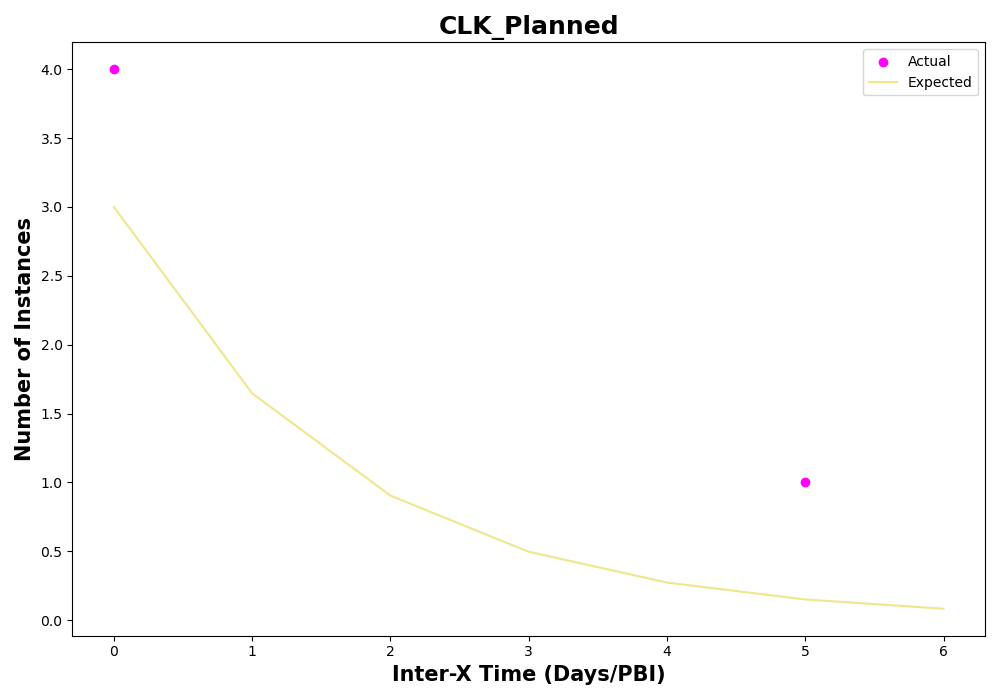 CLK_Planned
Actual
Expected
Number of Instances
4.0
3.5
3.0
2.5
2.0
1.5
1.0
0.5
0.0
0 1 2 3 4 5 6
Inter-X Time (Days/PBI)